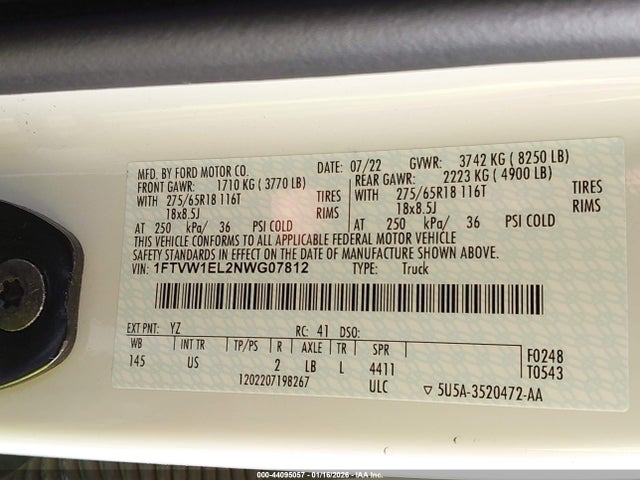 MFD. BY FORD MOTOR CO. DATE: 07/22 GVWR: 3742 KG ( 8250 LB)
FRONT GAWR: 1710 KG ( 3770 LB) REAR GAWR: 2223 KG ( 4900 LB)
WITH 275/65R18 116T TIRES WITH 275/65R18 116T TIRES
18x8.5J RIMS 18x8.5J RIMS
AT 250 kPa/ 36 PSI COLD AT 250 kPa/ 36 PSI COLD
THIS VEHICLE CONFORMS TO ALL APPLICABLE FEDERAL MOTOR VEHICLE
SAFETY STANDARDS IN EFFECT ON THE DATE OF MANUFACTURE SHOWN ABOVE.
VIN: 1FTVW1EL2NWG07812 TYPE: Truck
EXT PNT: YZ RC: 41 DSO:
WB INT TR TP/PS R AXLE TR SPR F0248
145 US 2 LB L 4411 T0543
1202207198267 ULC ▽ 5U5A-3520472-AA
000-44095057 - 01/16/2026 - IAA Inc.